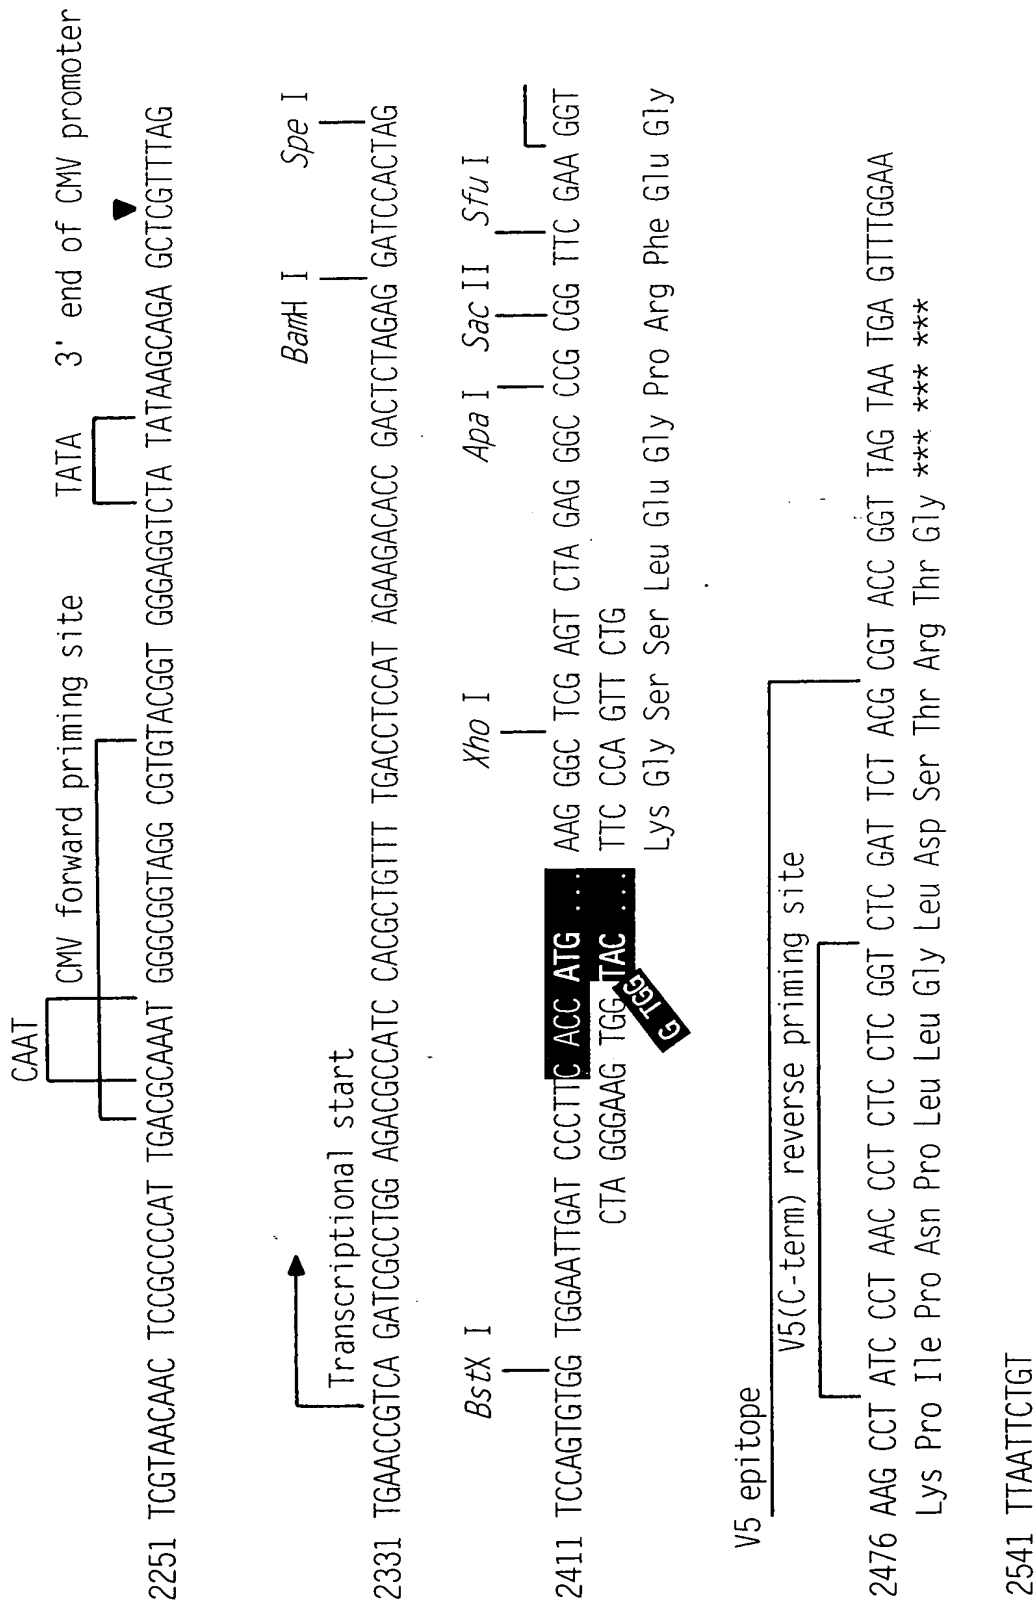 CAAT
CMV forward priming site TATA 3' end of CMV promoter
2251 TCGTAACAAC TCCGCCCCAT TGACGCAAAT GGGCGGTAGG CGTGTACGGT GGGAGGTCTA TATAAGCAGA GCTCGTTTAG
Transcriptional start BamH I Spe I
2331 TGAACCGTCA GATCGCCTGG AGACGCCATC CACGCTGTTT TGACCTCCAT AGAAGACACC GACTCTAGAG GATCCACTAG
BstX I Xho I Apa I Sac II Sfu I
2411 TCCAGTGTGG TGGAATTGAT CCCTTC ACC ATG .... AAG GGC TCG AGT CTA GAG GGC CCG CGG TTC GAA GGT
CTA GGGAAG TGG TAC ... TTC CCA GTT CTG
G TGG
Lys Gly Ser Ser Leu Glu Gly Pro Arg Phe Glu Gly
V5 epitope
V5(C-term) reverse priming site
2476 AAG CCT ATC CCT AAC CCT CTC CTC GGT CTC GAT TCT ACG CGT ACC GGT TAG TAA TGA GTTTGGAA
Lys Pro Ile Pro Asn Pro Leu Leu Gly Leu Asp Ser Thr Arg Thr Gly *** *** ***
2541 TTAATTCTGT